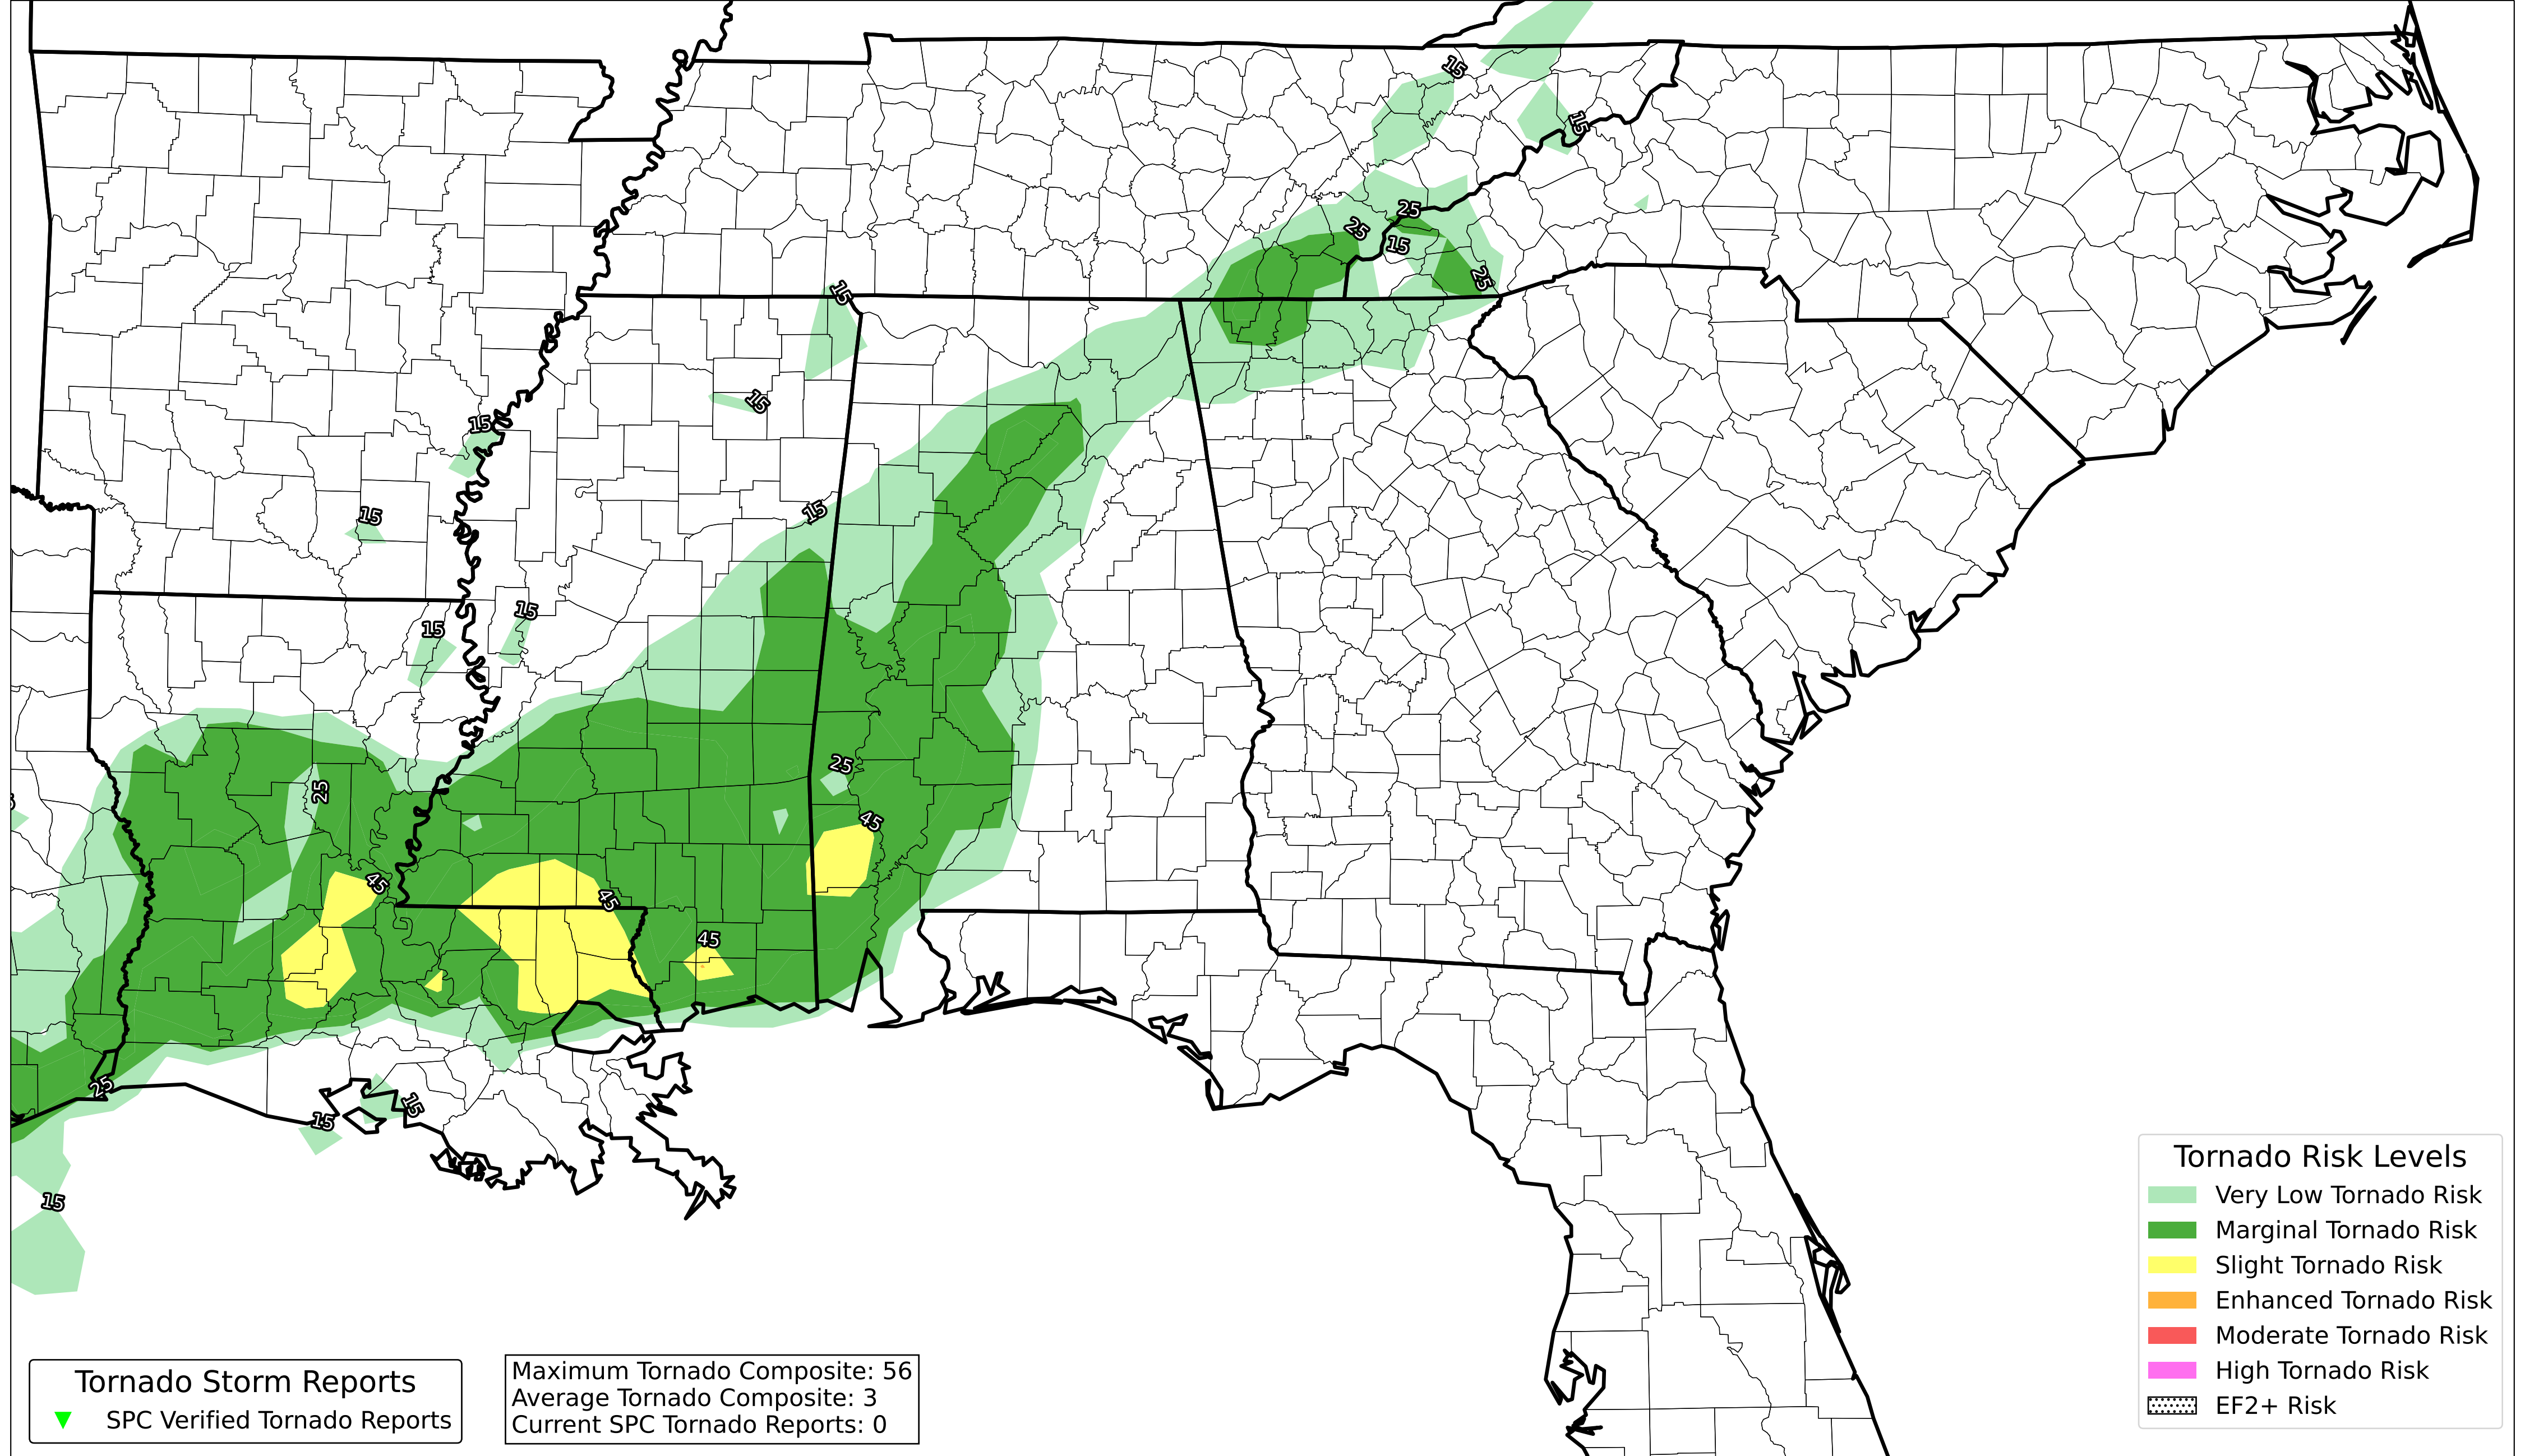 15
15
25
25
15
25
15
15
15
15
15
15
15
25
25
45
45
45
45
25
15
15
15
Tornado Risk Levels
Very Low Tornado Risk
Marginal Tornado Risk
Slight Tornado Risk
Enhanced Tornado Risk
Moderate Tornado Risk
High Tornado Risk
EF2+ Risk
Tornado Storm Reports
SPC Verified Tornado Reports
Maximum Tornado Composite: 56
Average Tornado Composite: 3
Current SPC Tornado Reports: 0